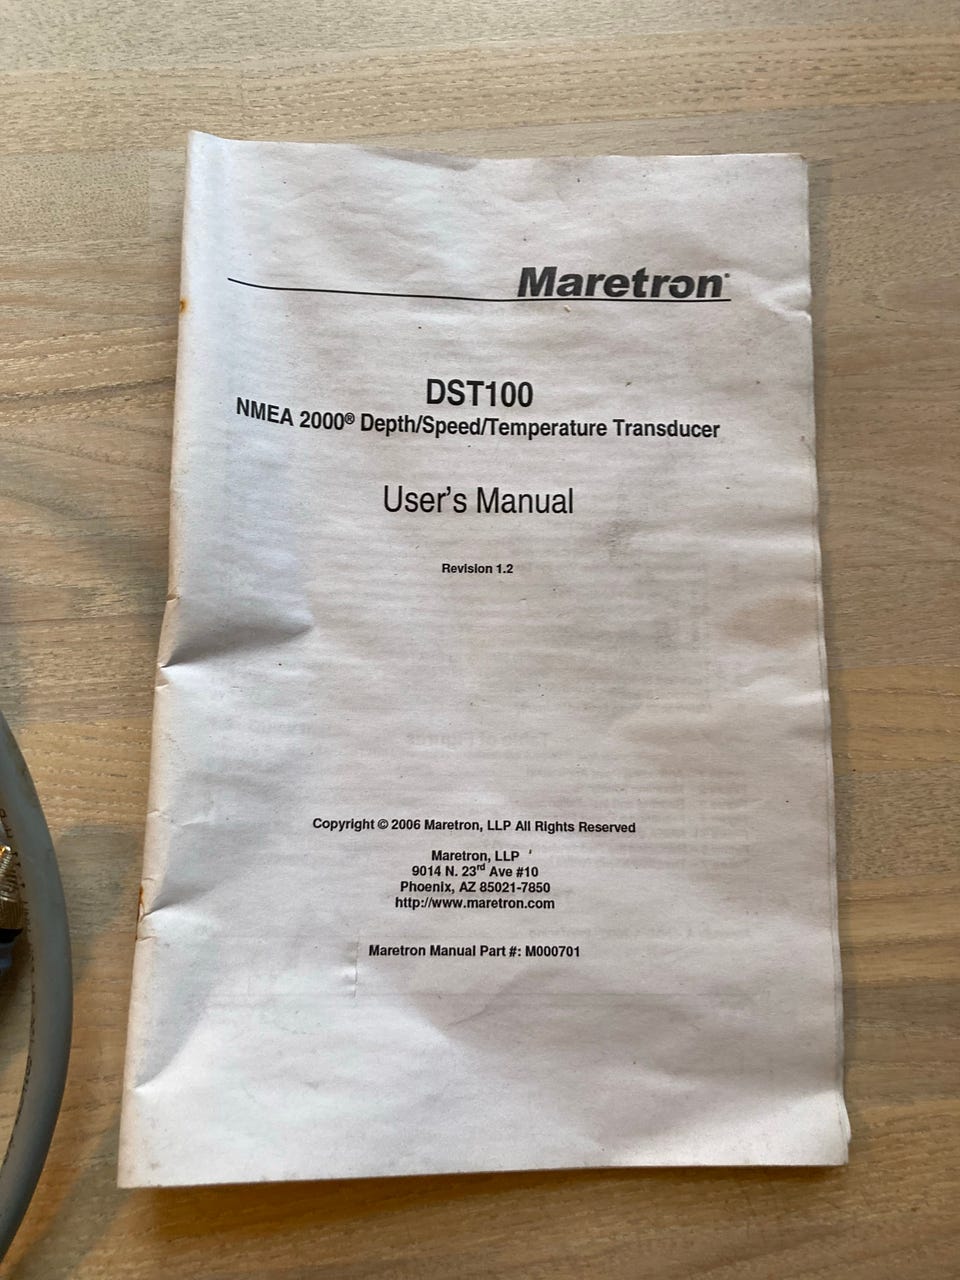 Maretron®
DST100
NMEA 2000® Depth/Speed/Temperature Transducer
User's Manual
Revision 1.2
Copyright © 2006 Maretron, LLP All Rights Reserved
Maretron, LLP
9014 N. 23rd Ave #10
Phoenix, AZ 85021-7850
http://www.maretron.com
Maretron Manual Part #: M000701